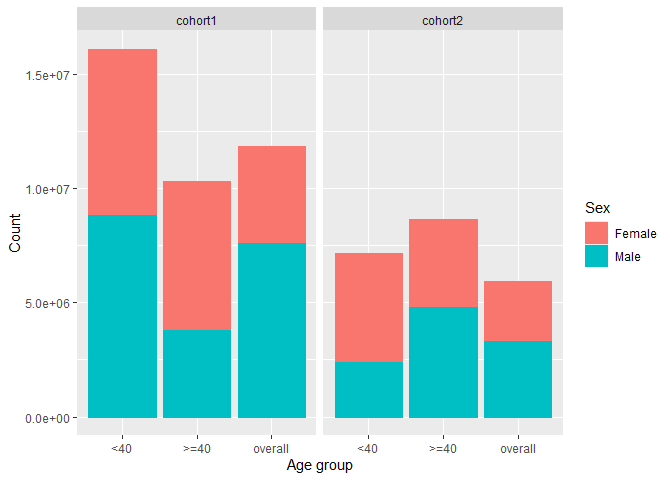 cohort1 cohort2
1.5e+07
1.0e+07
5.0e+06
0.0e+00
Count
<40 >=40 overall <40 >=40 overall
Age group
Sex
Female
Male